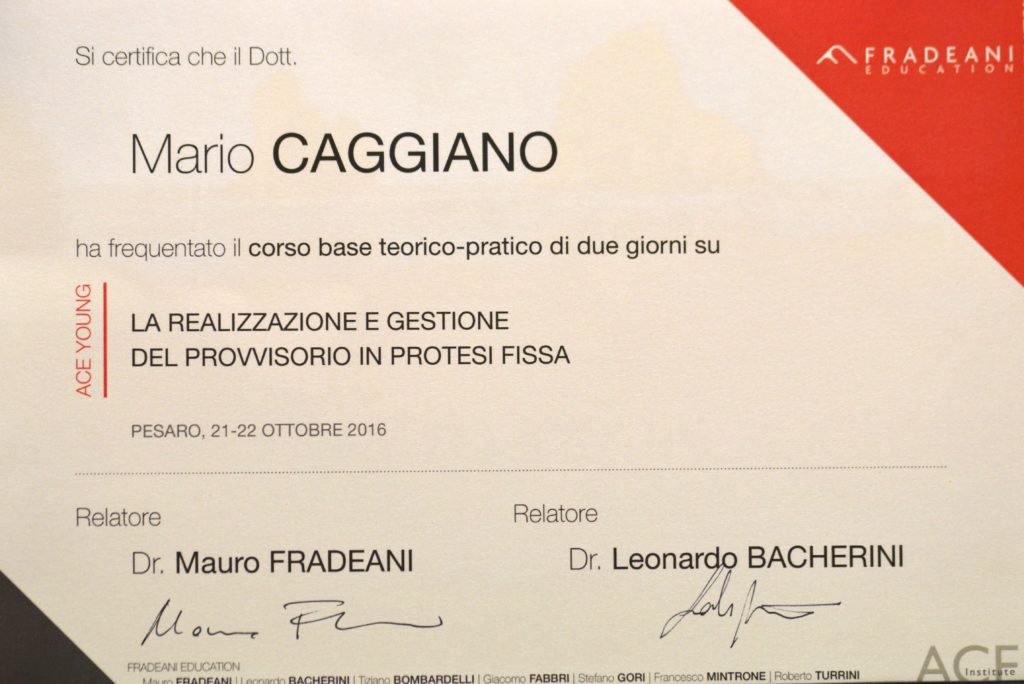 Si certifica che il Dott.
FRADEANI
EDUCATION
Mario CAGGIANO
ha frequentato il corso base teorico-pratico di due giorni su
ACE YOUNG
LA REALIZZAZIONE E GESTIONE
DEL PROVVISORIO IN PROTESI FISSA
PESARO, 21-22 OTTOBRE 2016
Relatore
Dr. Mauro FRADEANI
Relatore
Dr. Leonardo BACHERINI
FRADEANI EDUCATION
Mauro FRADEANI | Leonardo BACHERINI | Tiziano BOMBARDELLI | Giacomo FABBRI | Stefano GORI | Francesco MINTRONE | Roberto TURRINI
ACE
Institute